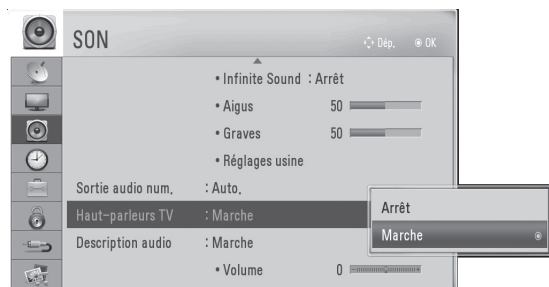 SON
Dép. OK
• Infinite Sound : Arrêt
• Aigus 50
• Graves 50
• Réglages usine
Sortie audio num. : Auto.
Haut-parleurs TV : Marche
Description audio : Marche
• Volume 0
Arrêt
Marche